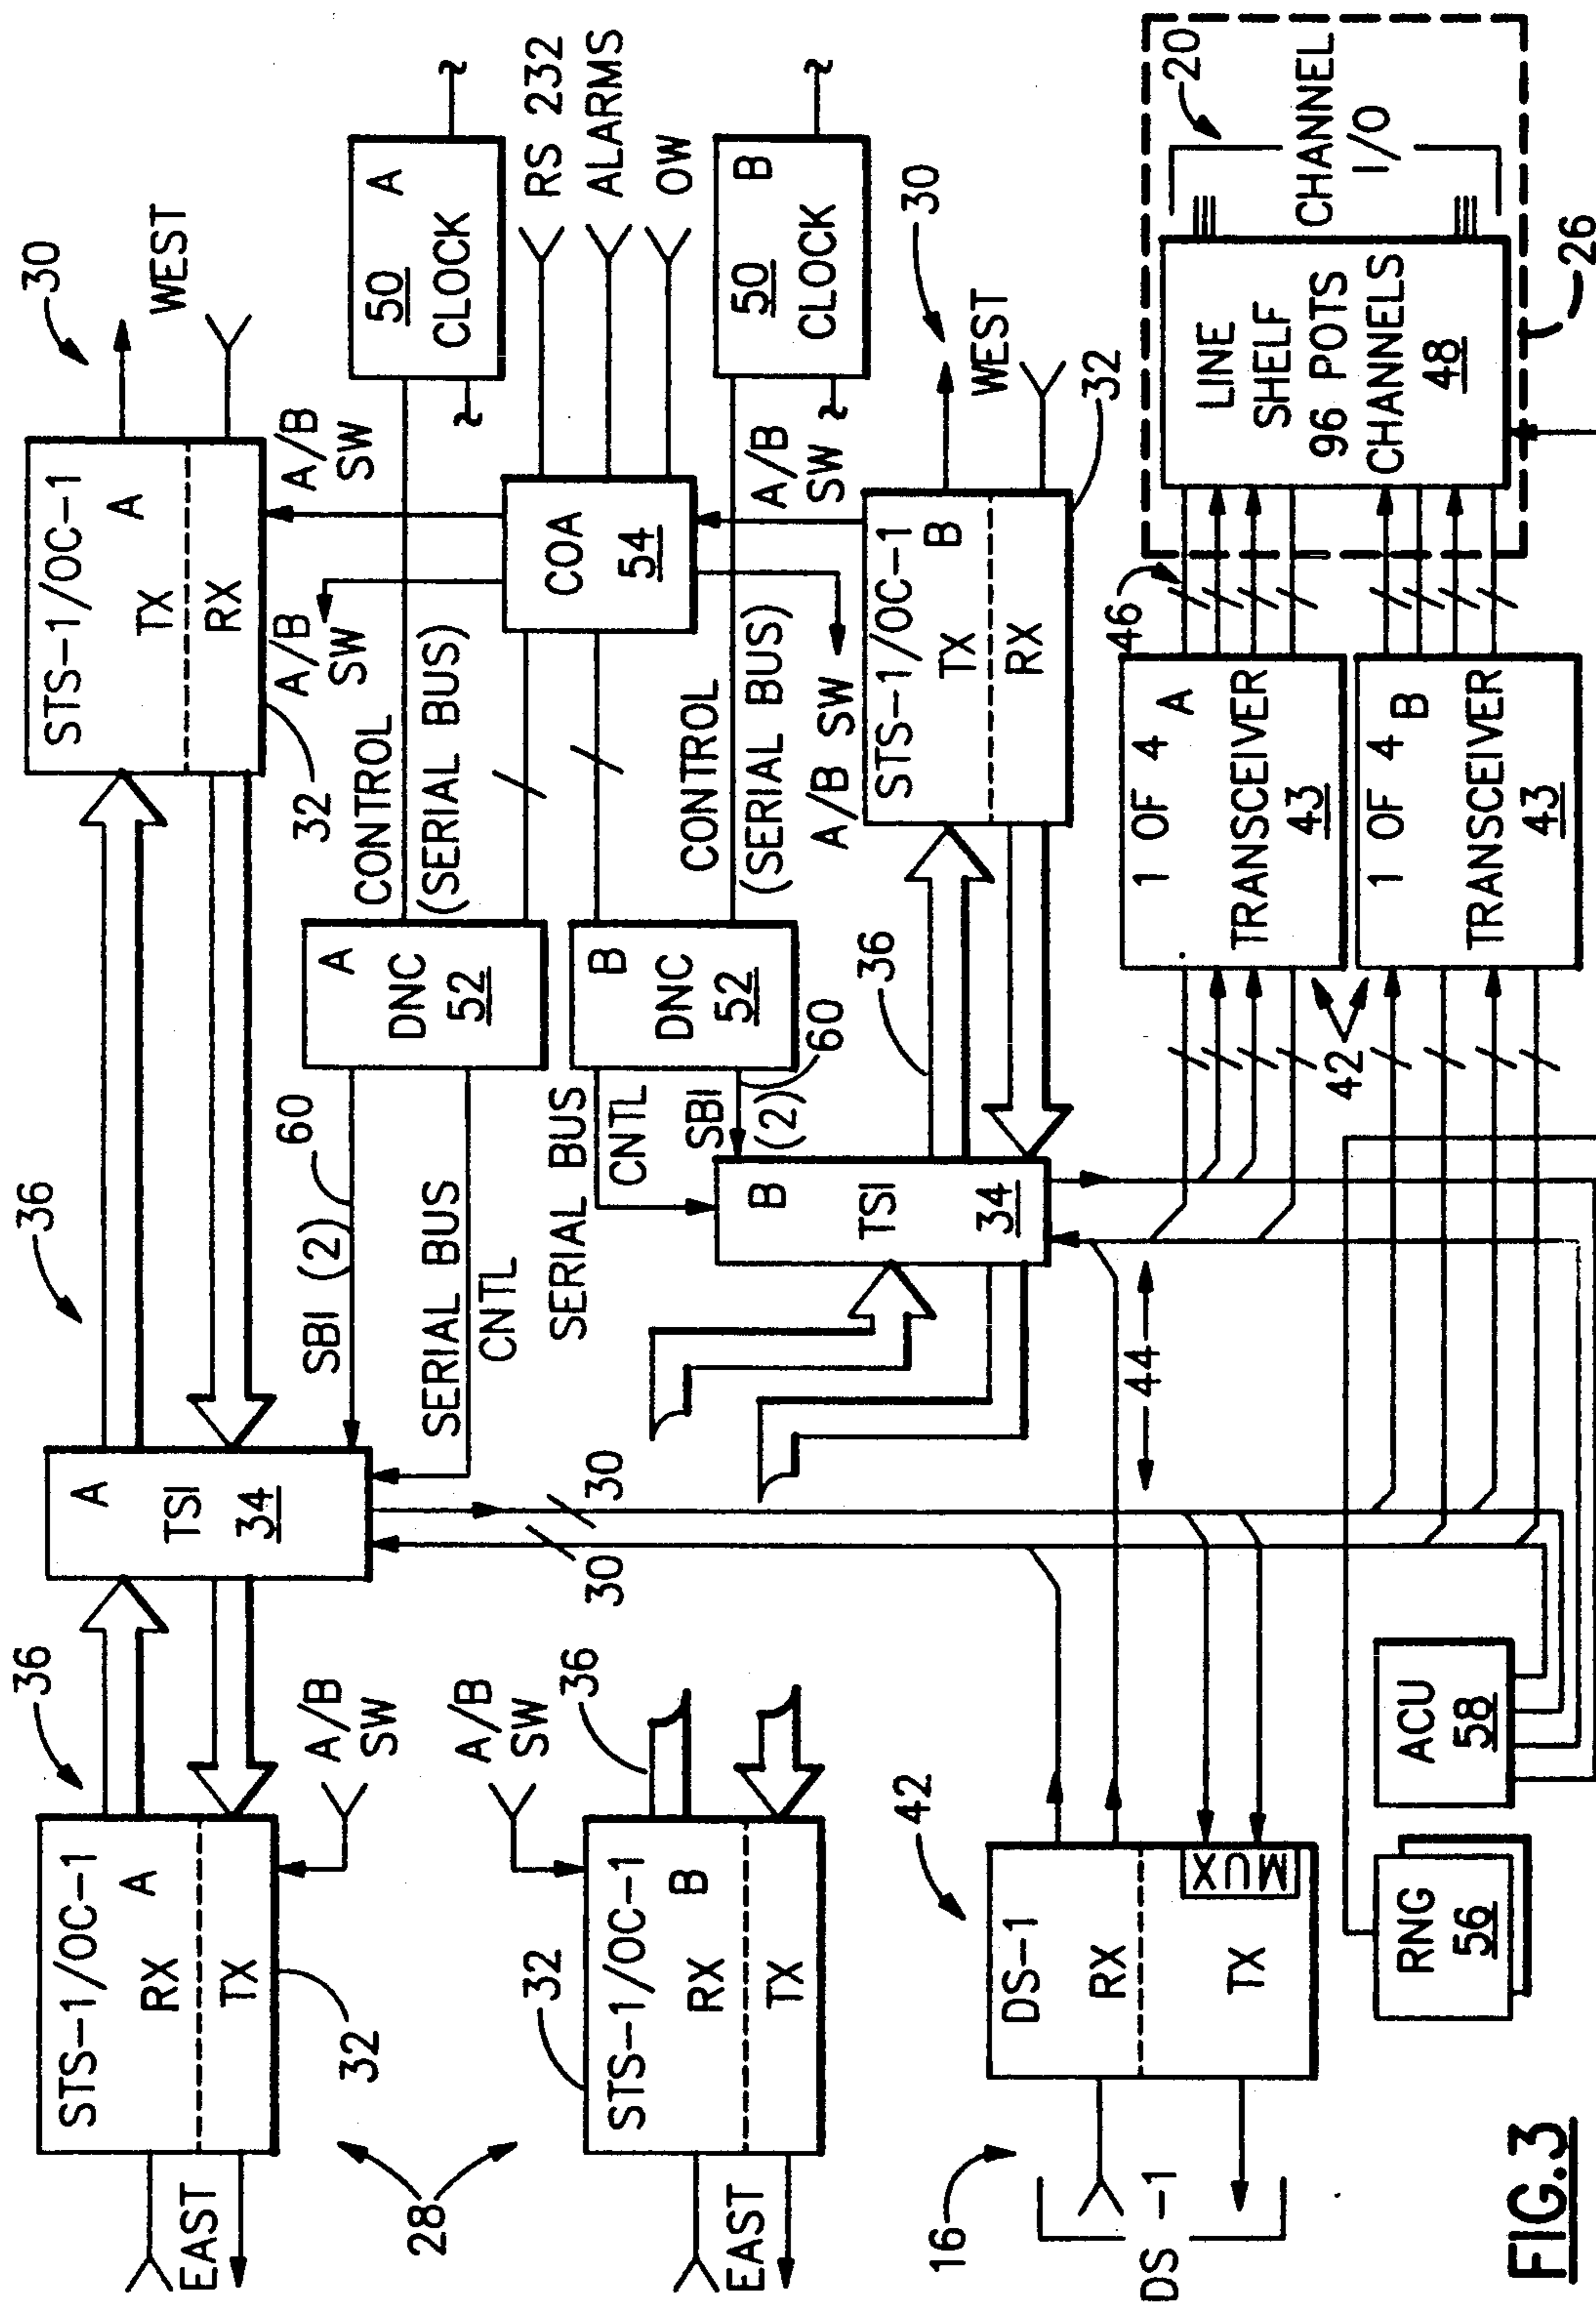 36
STS-1/OC-1
A
RX
TX
32
EAST
28
A/B
SW
A
TSI
34
36
STS-1/OC-1
TX
A
RX
32
30
WEST
A/B
SW
A/B
SW
SBI (2)
60
SERIAL BUS
CNTL
30
30
A
DNC
52
CONTROL
(SERIAL BUS)
50
A
CLOCK
RS 232
ALARMS
OW
COA
54
A/B
SW
36
STS-1/OC-1
32
B
RX
TX
EAST
SERIAL BUS
CNTL
B
DNC
52
SBI
(2)
60
CONTROL
(SERIAL BUS)
50
B
CLOCK
A/B
SW
A/B SW
B
TSI
34
36
STS-1/OC-1
TX
B
RX
32
30
WEST
42
DS-1
RX
TX
MUX
16
DS-1
44
42
1 OF 4
A
TRANSCEIVER
43
1 OF 4
B
TRANSCEIVER
43
46
LINE
SHELF
96 POTS
CHANNELS
48
20
CHANNEL
I/O
26
RNG
56
ACU
58
FIG.3